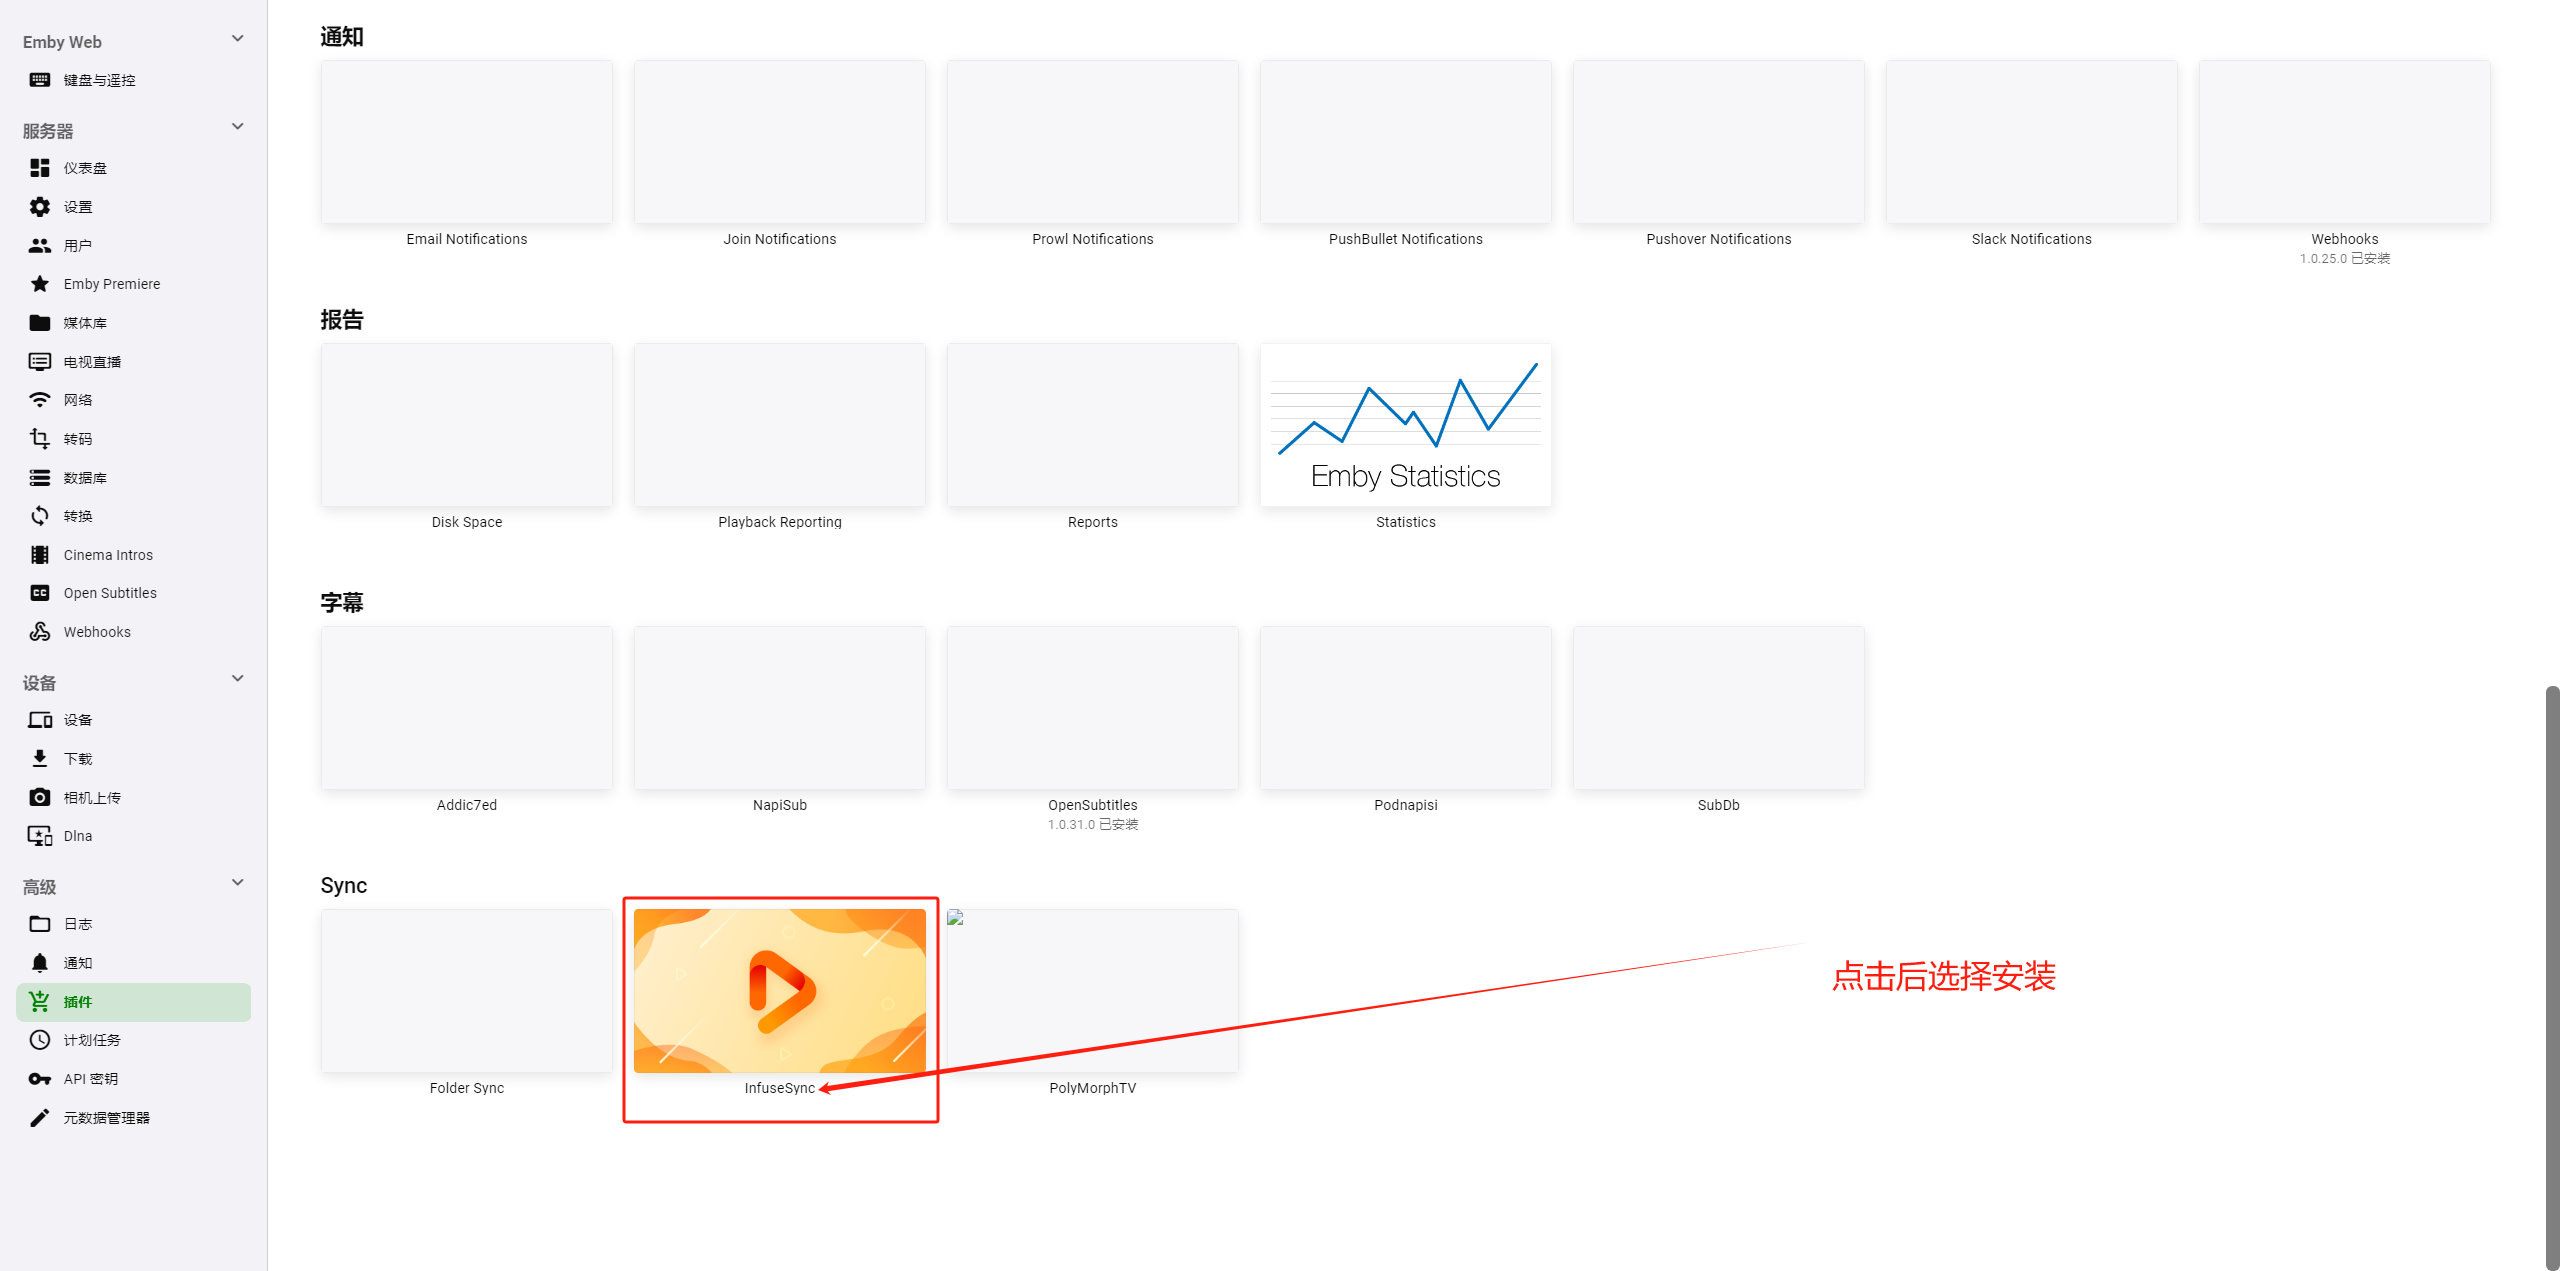 Emby Web
键盘与遥控
服务器
仪表盘
设置
用户
Emby Premiere
媒体库
电视直播
网络
转码
数据库
转换
Cinema Intros
Open Subtitles
Webhooks
设备
设备
下载
相机上传
Dlna
高级
日志
通知
插件
计划任务
API 密钥
元数据管理器
通知
Email Notifications
Join Notifications
Prowl Notifications
PushBullet Notifications
Pushover Notifications
Slack Notifications
Webhooks
1.0.25.0 已安装
报告
Emby Statistics
Disk Space
Playback Reporting
Reports
Statistics
字幕
Addic7ed
NapiSub
OpenSubtitles
1.0.31.0 已安装
Podnapisi
SubDb
Sync
Folder Sync
InfuseSync
PolyMorphTV
点击后选择安装